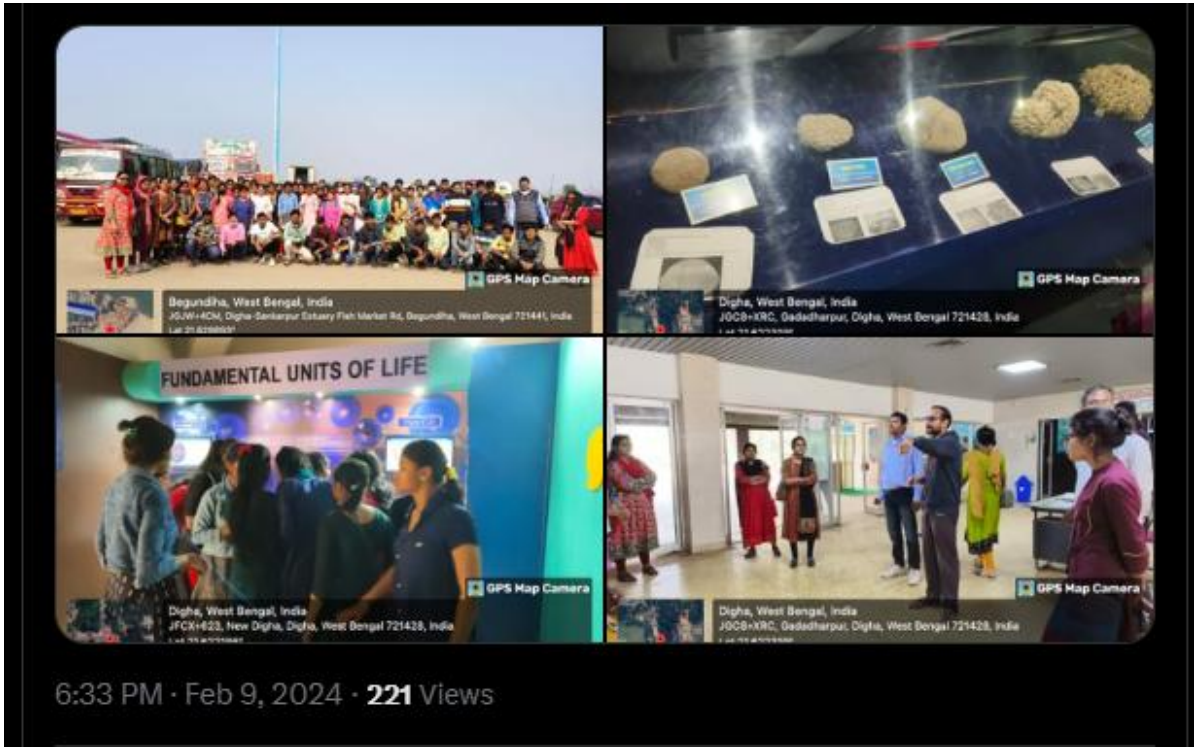 GPS Map Camera
Begundiha, West Bengal, India
JGJW+4CM, Digha-Sankarpur Estuary Fish Market Rd, Begundiha, West Bengal 721441, India
GPS Map Camera
Digha, West Bengal, India
JGC8+XRC, Gadadharpur, Digha, West Bengal 721428, India
FUNDAMENTAL UNITS OF LIFE
GPS Map Camera
Digha, West Bengal, India
JFCX+623, New Digha, Digha, West Bengal 721428, India
GPS Map Camera
Digha, West Bengal, India
JGC8+XRC, Gadadharpur, Digha, West Bengal 721428, India
6:33 PM · Feb 9, 2024 · 221 Views